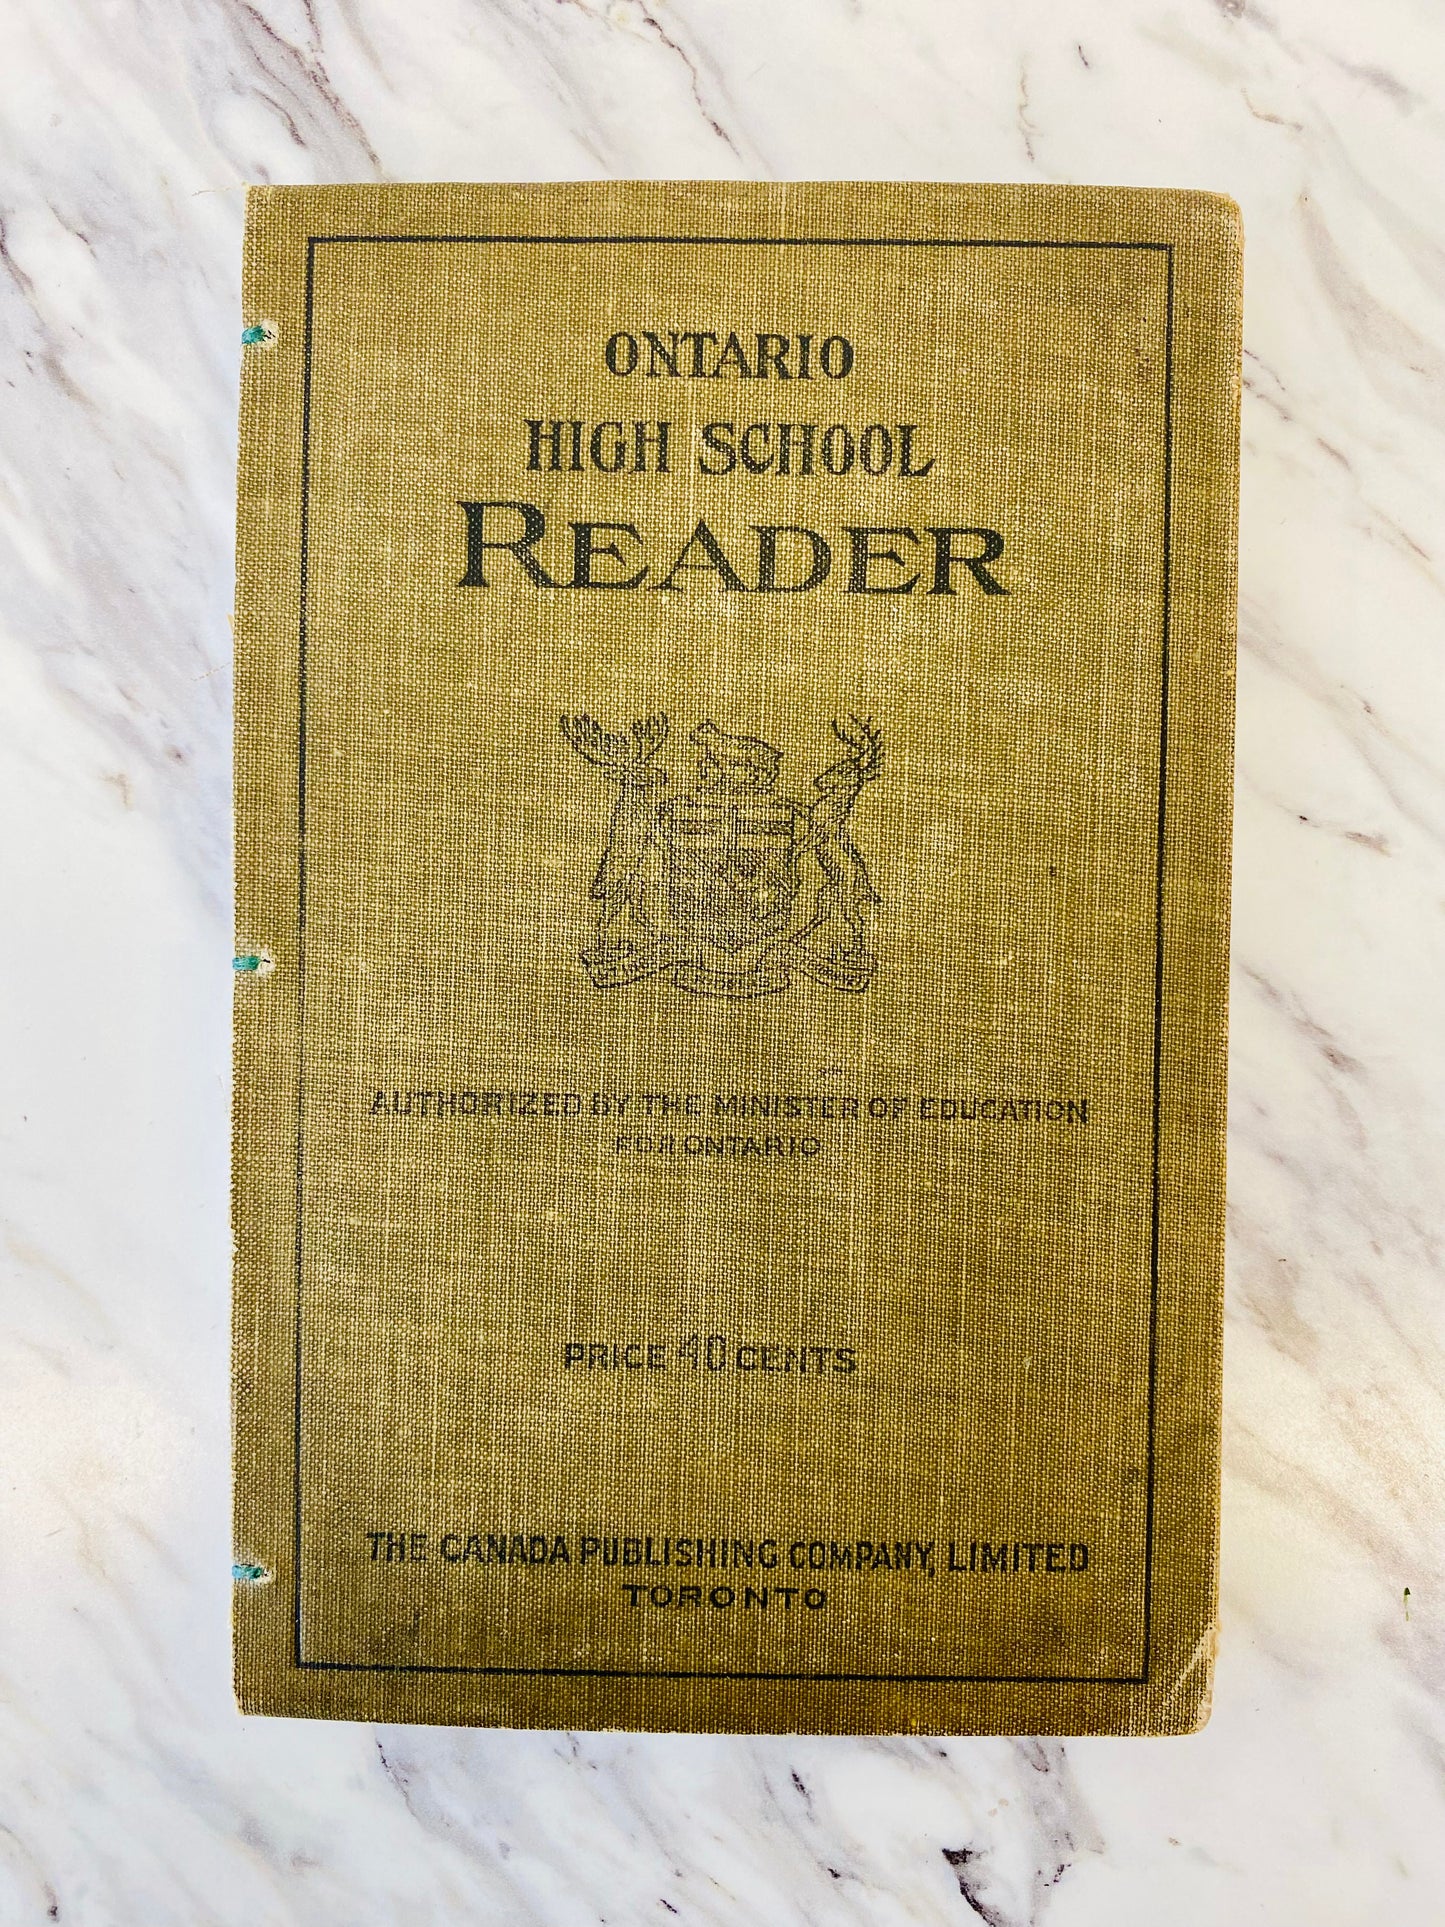 ONTARIO
HIGH SCHOOL
READER
AUTHORIZED BY THE MINISTER OF EDUCATION
FOR ONTARIO
PRICE 40 CENTS
THE CANADA PUBLISHING COMPANY, LIMITED
TORONTO